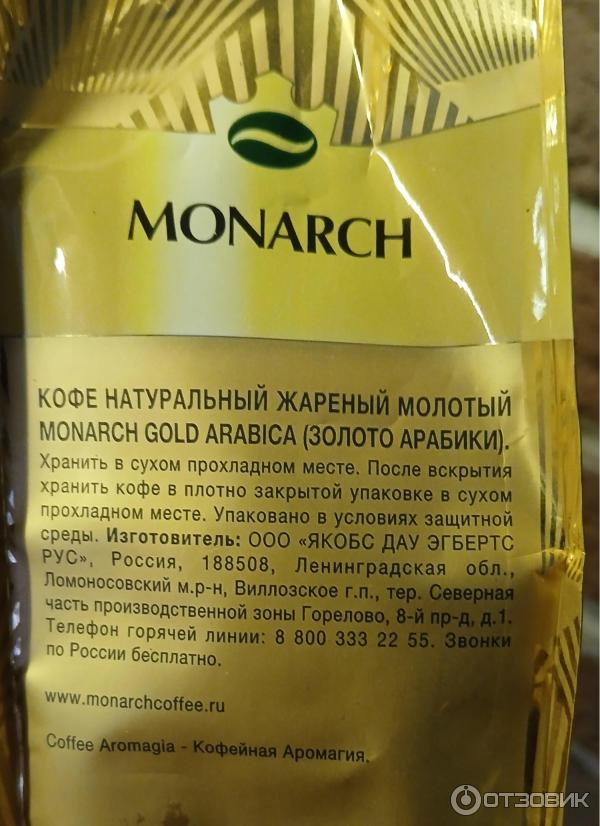 MONARCH
КОФЕ НАТУРАЛЬНЫЙ ЖАРЕНЫЙ МОЛОТЫЙ
MONARCH GOLD ARABICA (ЗОЛОТО АРАБИКИ).
Хранить в сухом прохладном месте. После вскрытия
хранить кофе в плотно закрытой упаковке в сухом
прохладном месте. Упаковано в условиях защитной
среды. Изготовитель: ООО «ЯКОБС ДАУ ЭГБЕРТС
РУС», Россия, 188508, Ленинградская обл.,
Ломоносовский м.р-н, Виллозское г.п., тер. Северная
часть производственной зоны Горелово, 8-й пр-д, д.1.
Телефон горячей линии: 8 800 333 22 55. Звонки
по России бесплатно.
www.monarchcoffee.ru
Coffee Aromagia - Кофейная Аромагия.
ОТЗОВИК